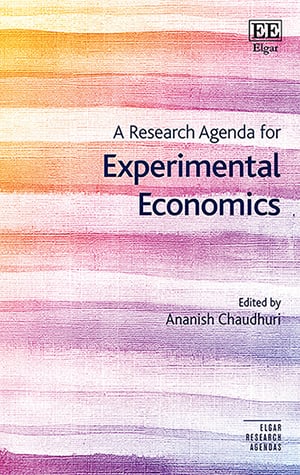 EE
Elgar
A Research Agenda for
Experimental
Economics
Edited by
Ananish Chaudhuri
ELGAR
RESEARCH
AGENDAS